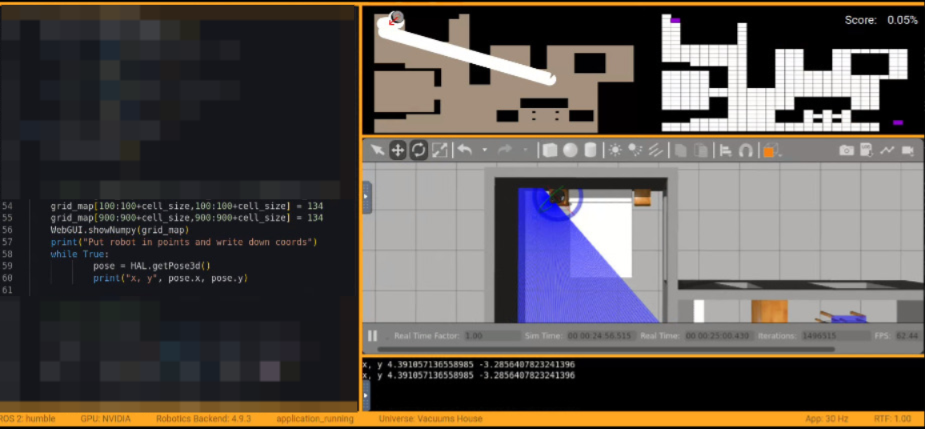 Score: 0.05%
54 grid_map[100:100+cell_size,100:100+cell_size] = 134
55 grid_map[900:900+cell_size,900:900+cell_size] = 134
56 WebGUI.showNumpy(grid_map)
57 print("Put robot in points and write down coords")
58 while True:
59 pose = HAL.getPose3d()
60 print("x, y", pose.x, pose.y)
61
Real Time Factor: 1.00 Sim Time: 00 00:24:56.515 Real Time: 00 00:25:00.439 Iterations: 1496515 FPS: 62.44
x, y 4.391057136558985 -3.2856407823241396
x, y 4.391057136558985 -3.2856407823241396
ROS 2: humble GPU: NVIDIA Robotics Backend: 4.9.3 application_running Universe: Vacuums House App: 30 Hz RTF: 1.00